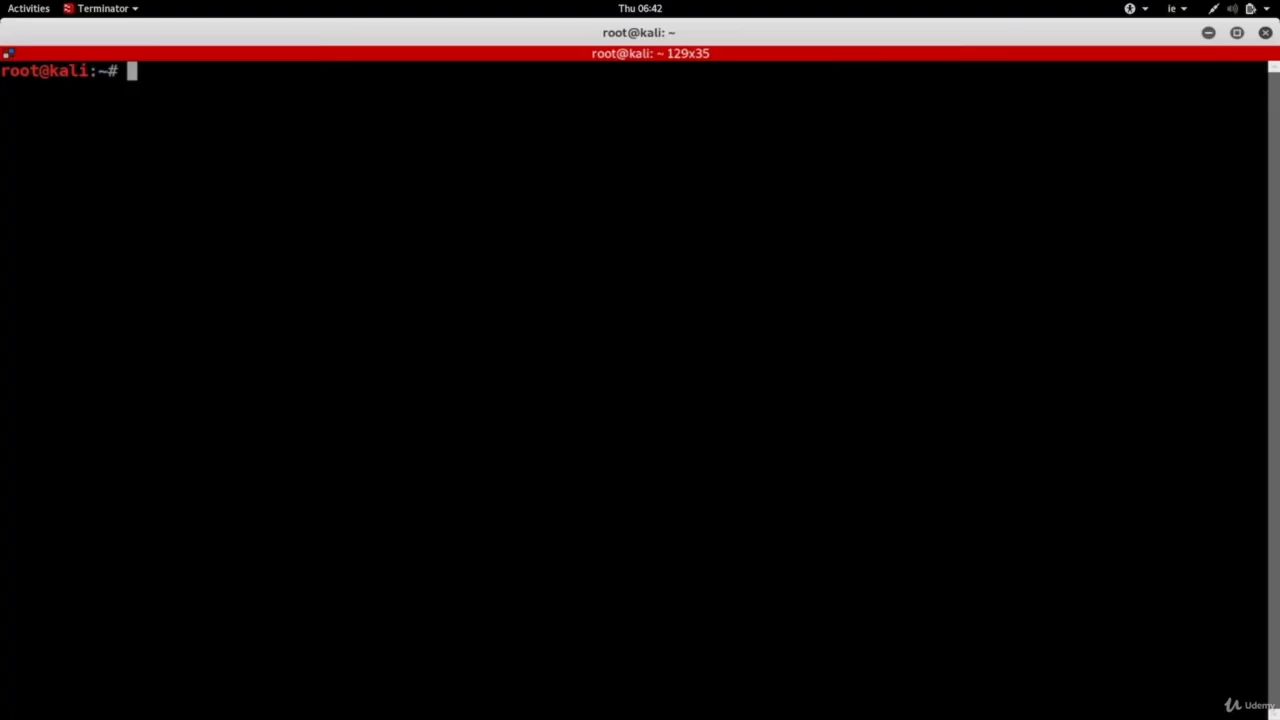 Activities Terminator Thu 06:42 ie
root@kali: ~
root@kali: ~ 129x35
root@kali:~#
Udemy